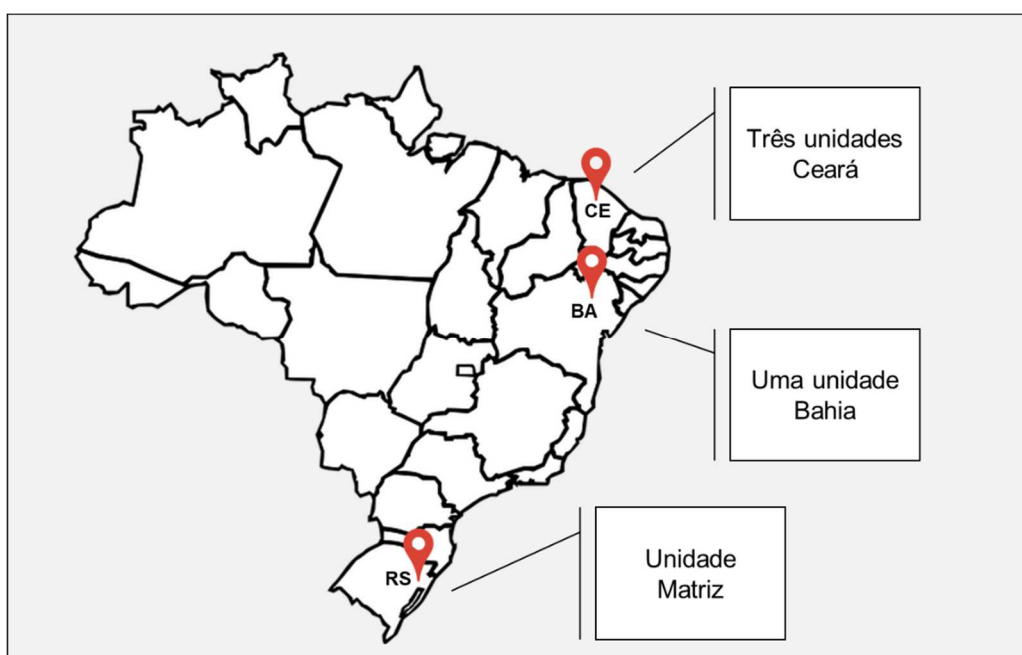 Três unidades
Ceará
CE
BA
Uma unidade
Bahia
RS
Unidade
Matriz